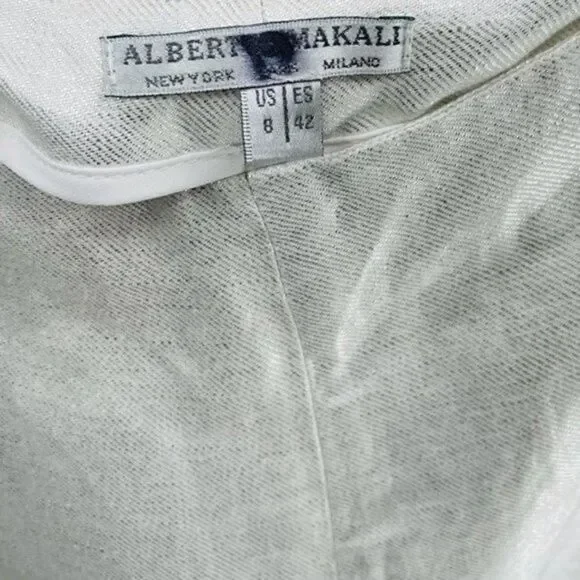 ALBERT MAKALI
NEW YORK MILANO
US ES
8 42